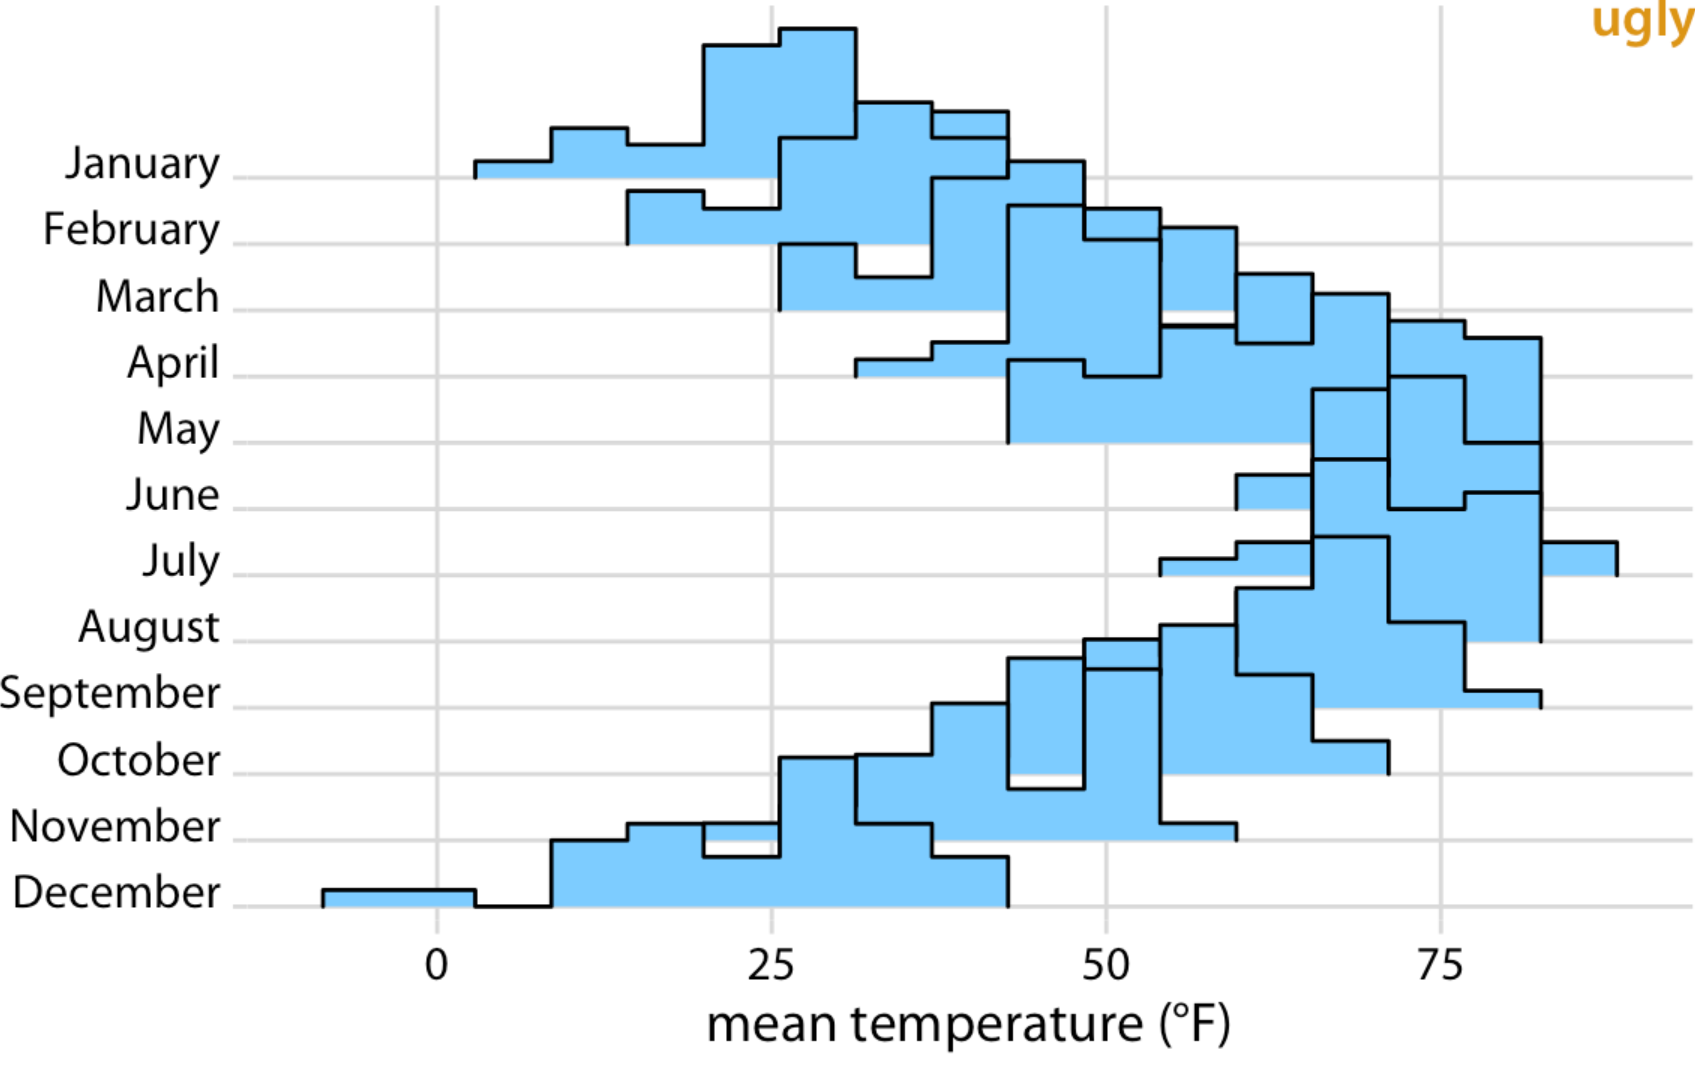 ugly
January
February
March
April
May
June
July
August
September
October
November
December
0 25 50 75
mean temperature (°F)